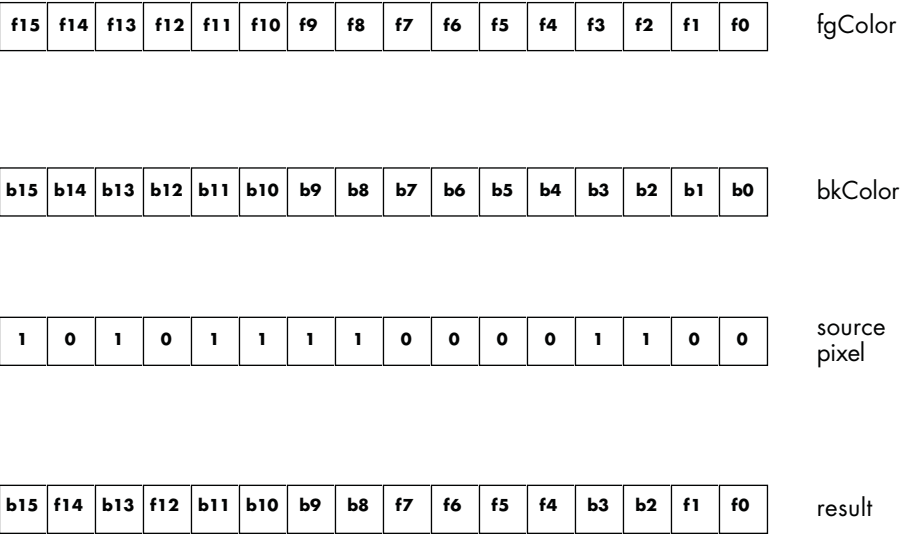 f15 f14 f13 f12 f11 f10 f9 f8 f7 f6 f5 f4 f3 f2 f1 f0 fgColor
b15 b14 b13 b12 b11 b10 b9 b8 b7 b6 b5 b4 b3 b2 b1 b0 bkColor
1 0 1 0 1 1 1 1 0 0 0 0 1 1 0 0 source
pixel
b15 f14 b13 f12 b11 b10 b9 b8 f7 f6 f5 f4 b3 b2 f1 f0 result